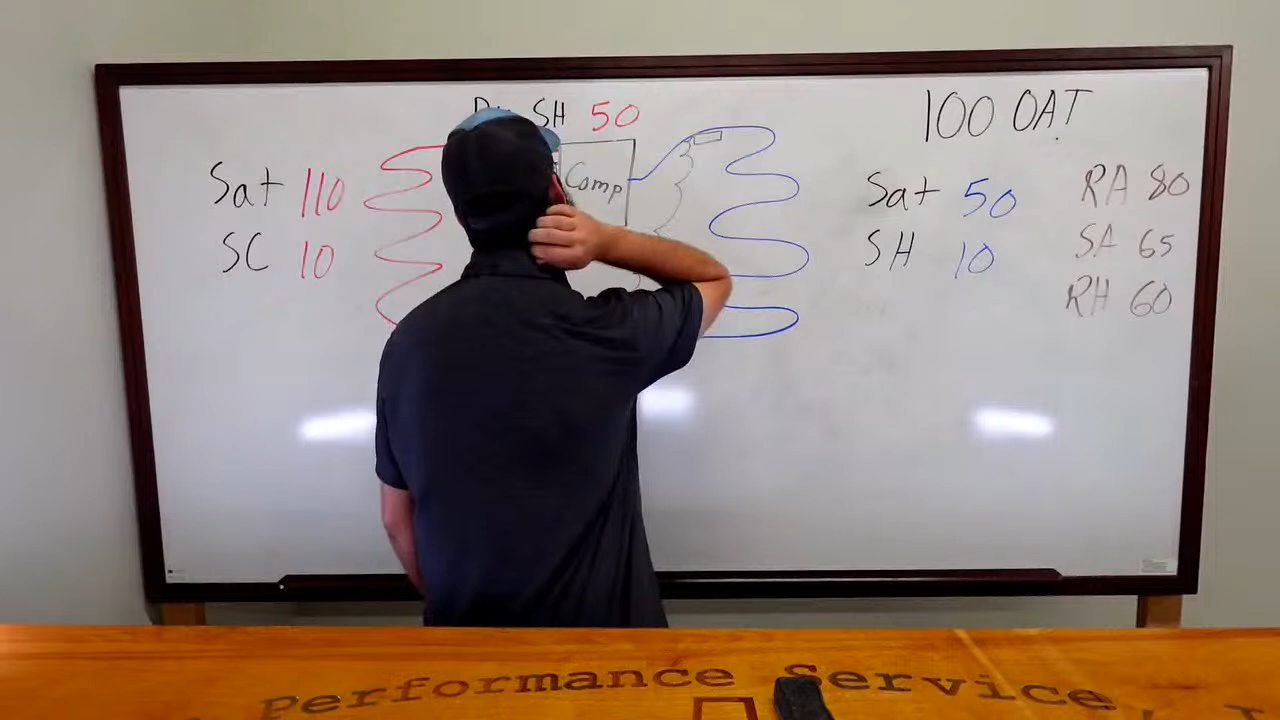 SH 50
100 OAT
Sat 110
SC 10
Comp
Sat 50
SH 10
RA 80
SA 65
RH 60
Performance Service,